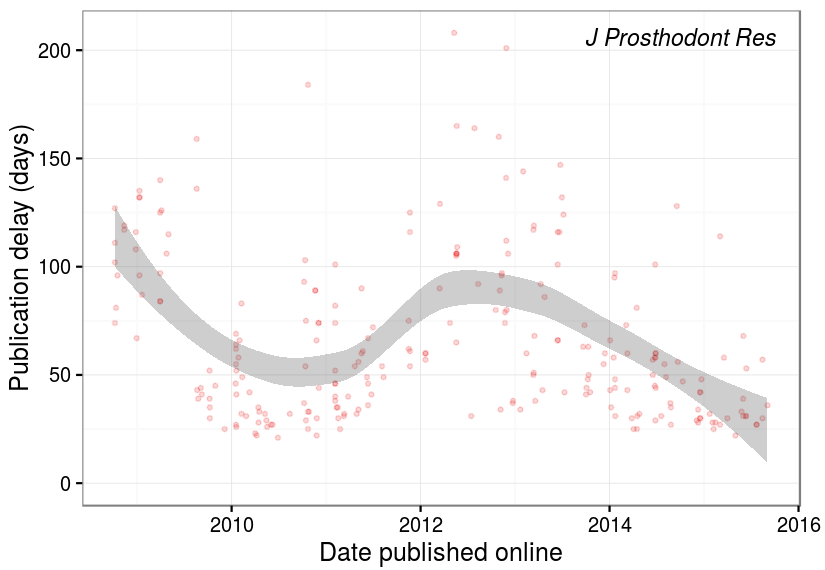 J Prosthodont Res
Publication delay (days)
200
150
100
50
0
2010 2012 2014 2016
Date published online